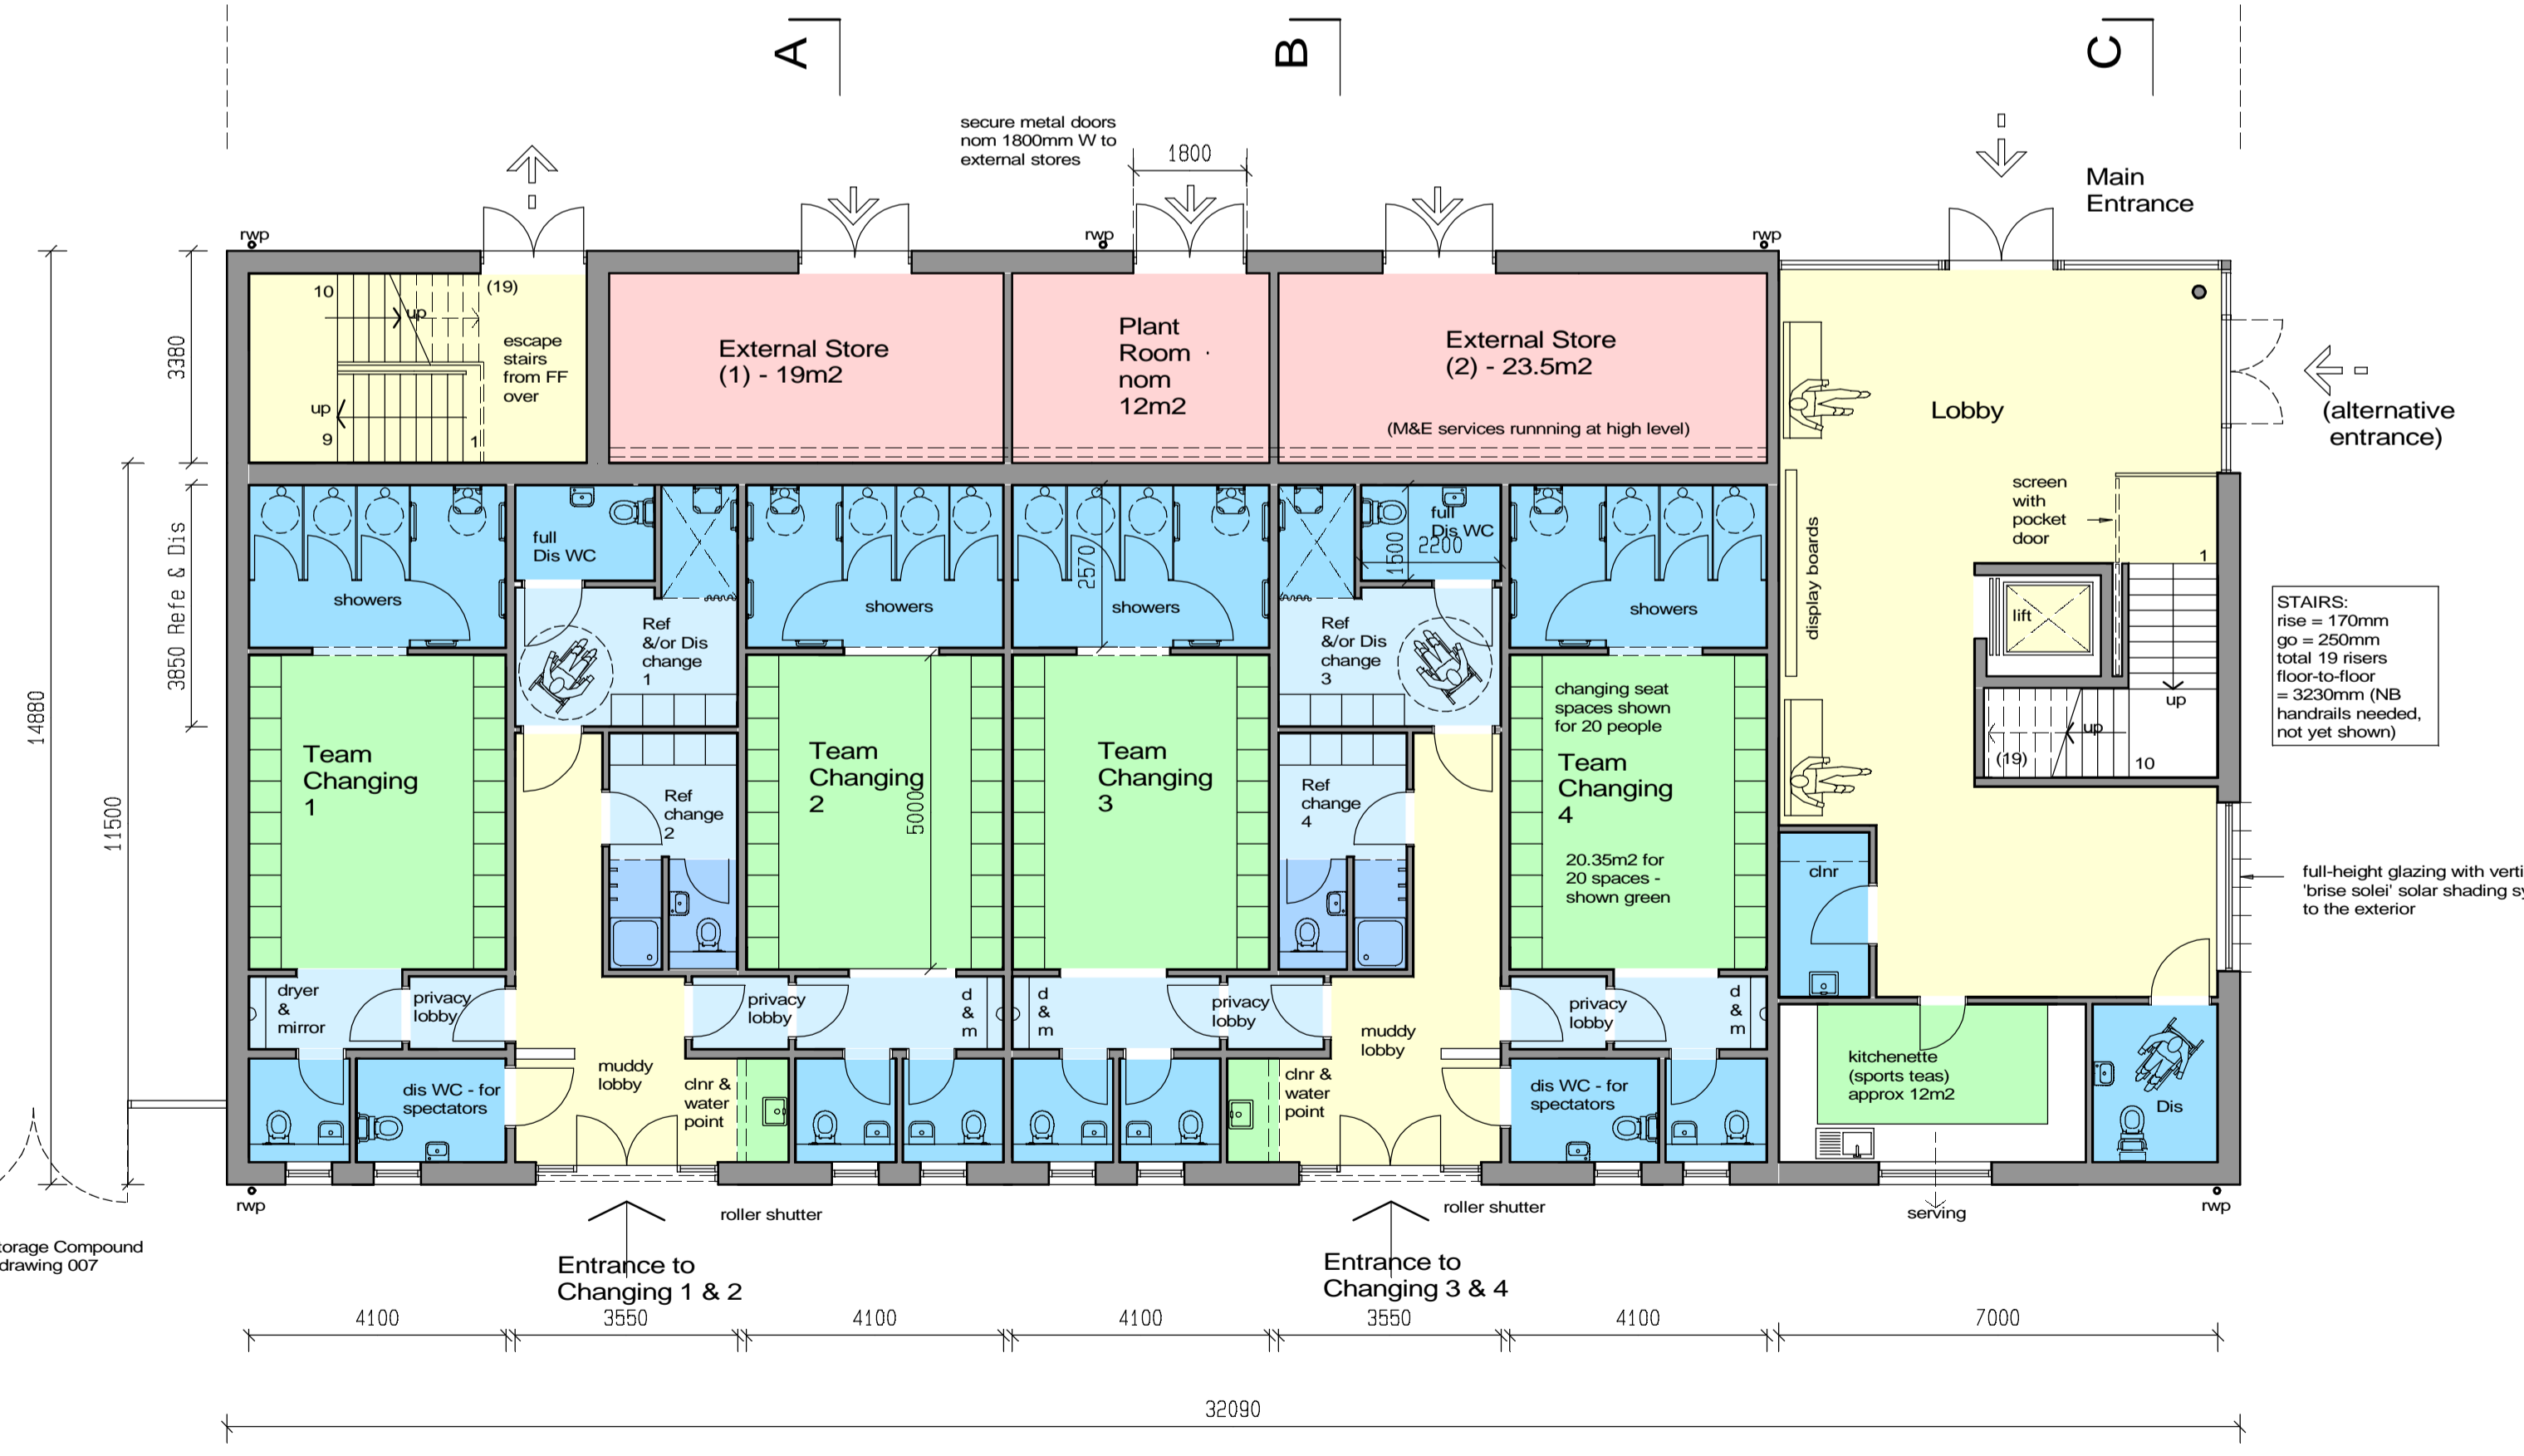 A
B
C
secure metal doors
nom 1800mm W to
external stores
1800
Main
Entrance
rwp
rwp
rwp
10
(19)
up
escape
stairs
from FF
over
up
9
1
External Store
(1) - 19m2
Plant
Room
nom
12m2
External Store
(2) - 23.5m2
(M&E services runnning at high level)
Lobby
(alternative
entrance)
3380
14880
11500
3850 Refe & Dis
full
Dis WC
showers
Ref
&/or Dis
change
1
showers
2570
showers
Ref
&/or Dis
change
3
full
Dis WC
1500
2200
showers
display boards
screen
with
pocket
door
1
lift
up
up
(19)
10
STAIRS:
rise = 170mm
go = 250mm
total 19 risers
floor-to-floor
= 3230mm (NB
handrails needed,
not yet shown)
Team
Changing
1
Ref
change
2
Team
Changing
2
5000
Team
Changing
3
Ref
change
4
changing seat
spaces shown
for 20 people
Team
Changing
4
20.35m2 for
20 spaces -
shown green
clnr
full-height glazing with verti
'brise solei' solar shading sy
to the exterior
dryer
&
mirror
privacy
lobby
privacy
lobby
d
&
m
d
&
m
privacy
lobby
privacy
lobby
d
&
m
dis WC - for
spectators
muddy
lobby
clnr &
water
point
clnr &
water
point
muddy
lobby
dis WC - for
spectators
kitchenette
(sports teas)
approx 12m2
Dis
rwp
roller shutter
roller shutter
serving
rwp
torage Compound
drawing 007
Entrance to
Changing 1 & 2
Entrance to
Changing 3 & 4
4100
3550
4100
4100
3550
4100
7000
32090